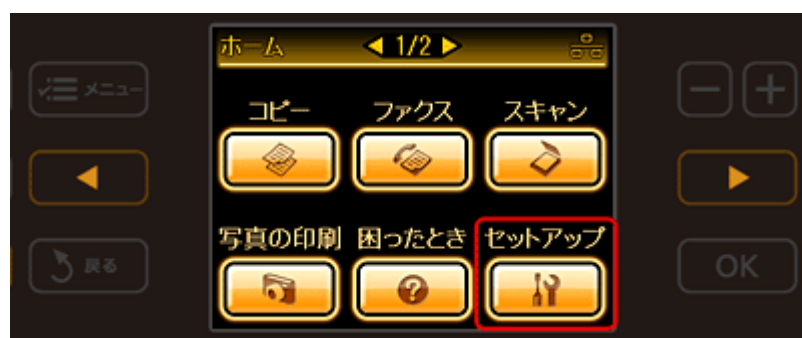 ホーム ◀ 1/2 ▶
メニュー
コピー ファクス スキャン
写真の印刷 困ったとき セットアップ
戻る OK